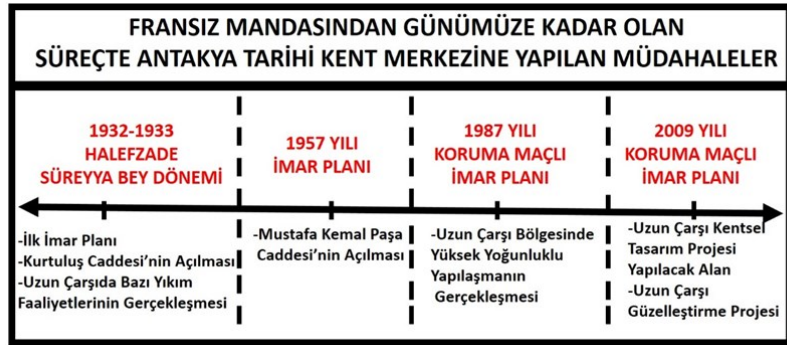 FRANSIZ MANDASINDAN GÜNÜMÜZE KADAR OLAN
SÜREÇTE ANTAKYA TARİHİ KENT MERKEZİNE YAPILAN MÜDAHALELER
1932-1933
HALEFZADE
SÜREYYA BEY DÖNEMİ
-İlk İmar Planı
-Kurtuluş Caddesi'nin Açılması
-Uzun Çarşıda Bazı Yıkım
Faaliyetlerinin Gerçekleşmesi
1957 YILI
İMAR PLANI
-Mustafa Kemal Paşa
Caddesi'nin Açılması
1987 YILI
KORUMA MAÇLI
İMAR PLANI
-Uzun Çarşı Bölgesinde
Yüksek Yoğunluklu
Yapılaşmanın
Gerçekleşmesi
2009 YILI
KORUMA MAÇLI
İMAR PLANI
-Uzun Çarşı Kentsel
Tasarım Projesi
Yapılacak Alan
-Uzun Çarşı
Güzelleştirme Projesi